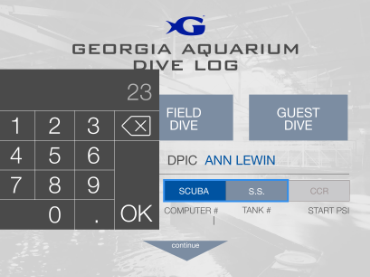 GEORGIA AQUARIUM
DIVE LOG
23
FIELD DIVE
GUEST DIVE
1 2 3
4 5 6
7 8 9
0 . OK
DPIC ANN LEWIN
SCUBA S.S. CCR
COMPUTER # TANK # START PSI
continue